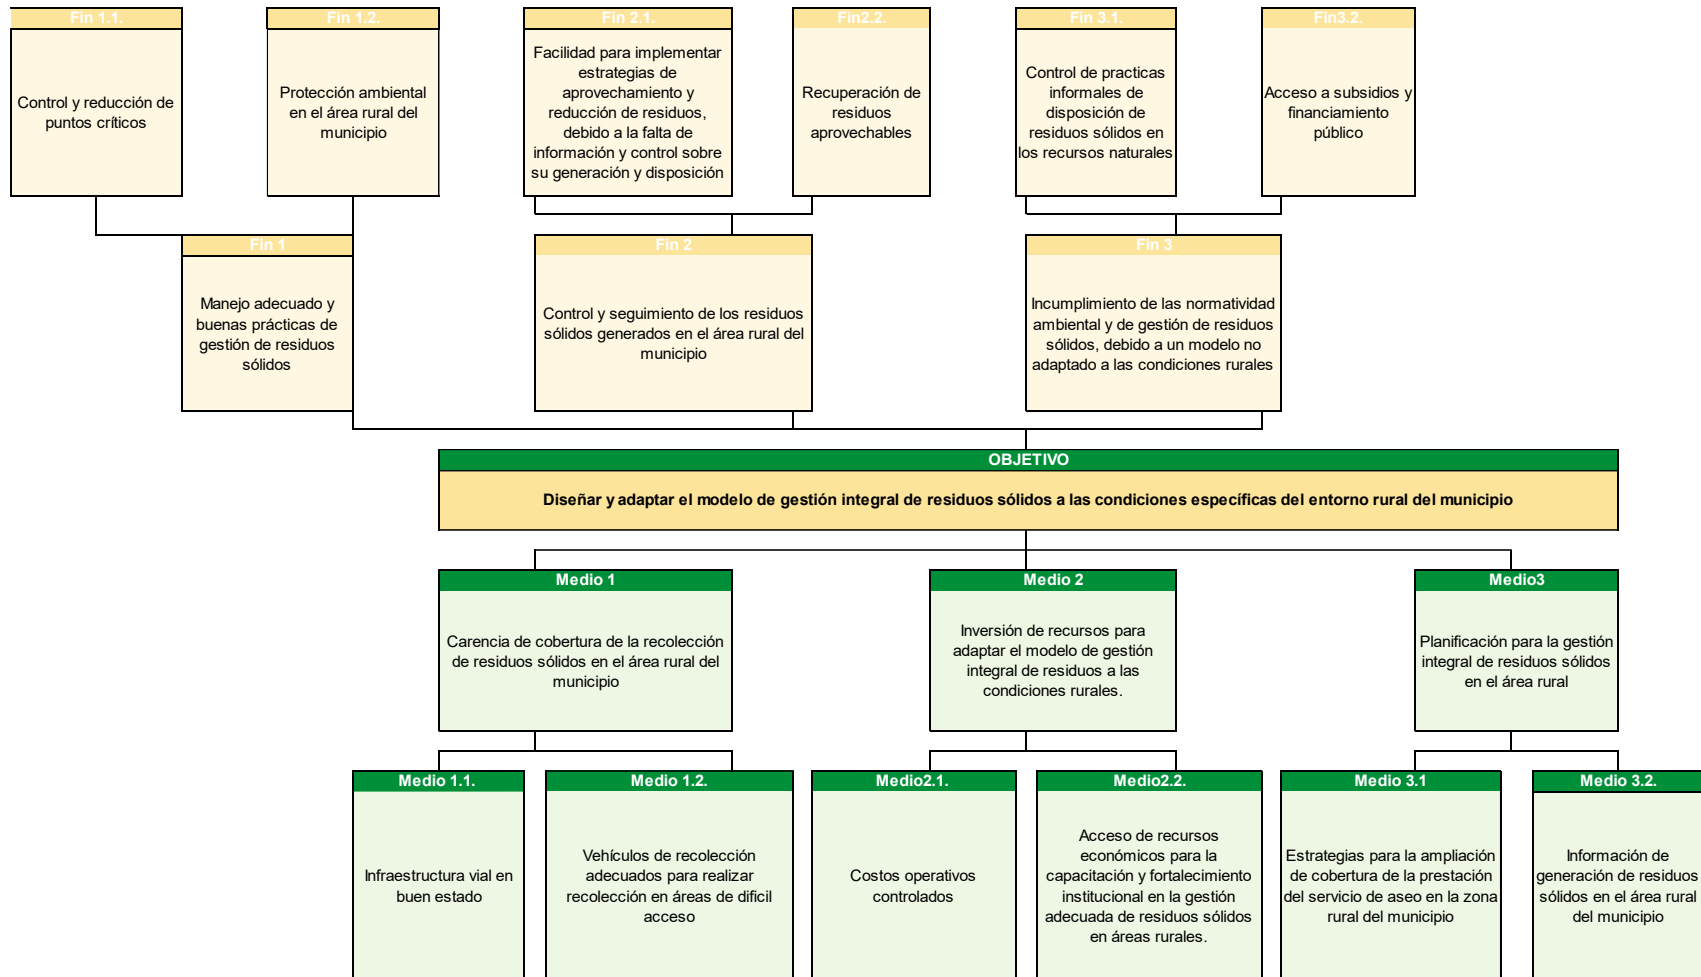 Fin 1.1.
Control y reducción de
puntos críticos
Fin 1.2.
Protección ambiental
en el área rural del
municipio
Fin 2.1.
Facilidad para implementar
estrategias de
aprovechamiento y
reducción de residuos,
debido a la falta de
información y control sobre
su generación y disposición
Fin2.2.
Recuperación de
residuos
aprovechables
Fin 3.1.
Control de practicas
informales de
disposición de
residuos sólidos en
los recursos naturales
Fin3.2.
Acceso a subsidios y
financiamiento
público
Fin 1
Manejo adecuado y
buenas prácticas de
gestión de residuos
sólidos
Fin 2
Control y seguimiento de los residuos
sólidos generados en el área rural del
municipio
Fin 3
Incumplimiento de las normatividad
ambiental y de gestión de residuos
sólidos, debido a un modelo no
adaptado a las condiciones rurales
OBJETIVO
Diseñar y adaptar el modelo de gestión integral de residuos sólidos a las condiciones específicas del entorno rural del municipio
Medio 1
Carencia de cobertura de la recolección
de residuos sólidos en el área rural del
municipio
Medio 2
Inversión de recursos para
adaptar el modelo de gestión
integral de residuos a las
condiciones rurales.
Medio3
Planificación para la gestión
integral de residuos sólidos
en el área rural
Medio 1.1.
Infraestructura vial en
buen estado
Medio 1.2.
Vehículos de recolección
adecuados para realizar
recolección en áreas de dificil
acceso
Medio2.1.
Costos operativos
controlados
Medio2.2.
Acceso de recursos
económicos para la
capacitación y fortalecimiento
institucional en la gestión
adecuada de residuos sólidos
en áreas rurales.
Medio 3.1
Estrategias para la ampliación
de cobertura de la prestación
del servicio de aseo en la zona
rural del municipio
Medio 3.2.
Información de
generación de residuos
sólidos en el área rural
del municipio